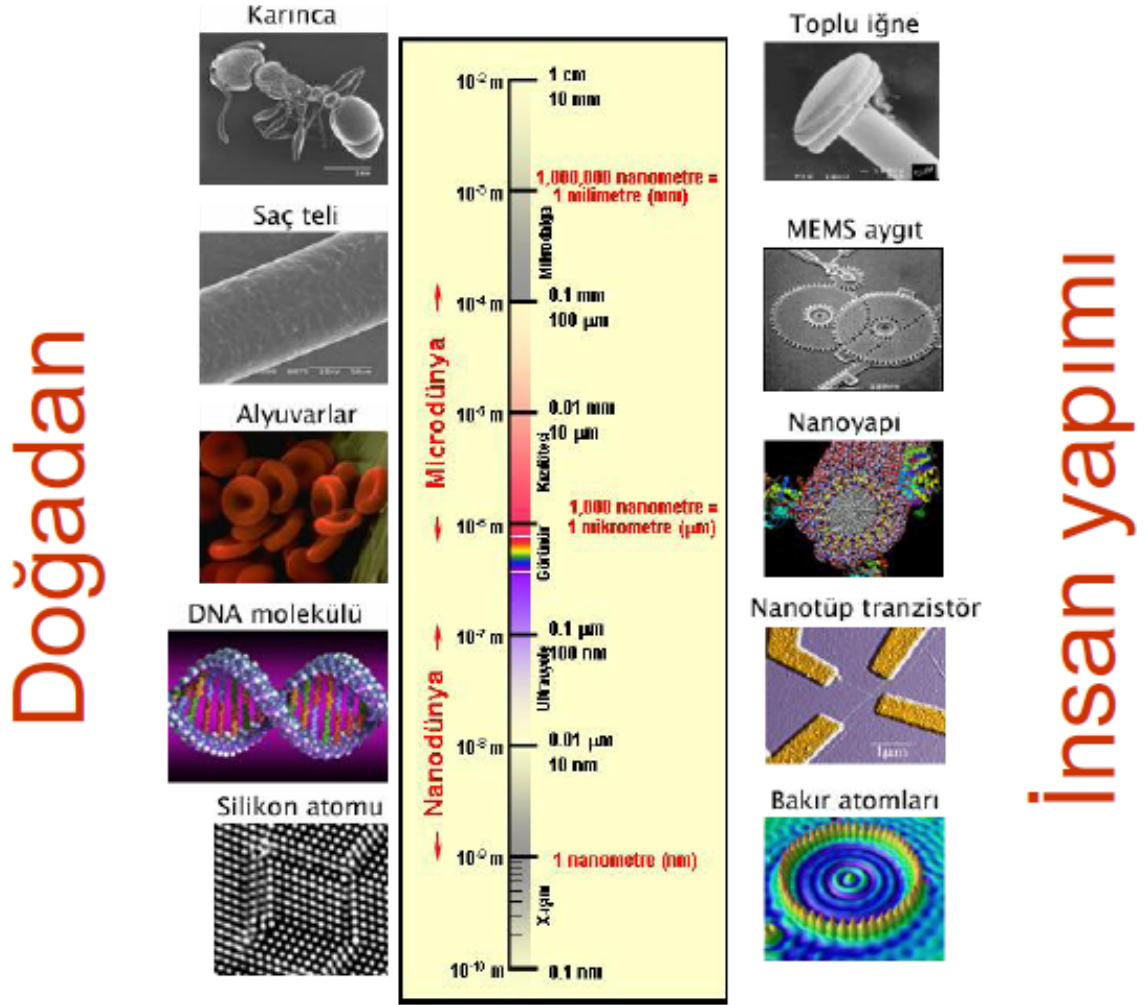 Doğadan
Karınca
Saç teli
Alyuvarlar
DNA molekülü
Silikon atomu
Microdünya
Nanodünya
10⁻² m
10⁻³ m
10⁻⁴ m
10⁻⁵ m
10⁻⁶ m
10⁻⁷ m
10⁻⁸ m
10⁻⁹ m
10⁻¹⁰ m
1 cm
10 mm
1,000,000 nanometre =
1 milimetre (mm)
Mikrodalga
0.1 mm
100 µm
0.01 mm
10 µm
Kızılötesi
1,000 nanometre =
1 mikrometre (µm)
Görünür
0.1 µm
100 nm
Ultraviyole
0.01 µm
10 nm
1 nanometre (nm)
X-ışını
0.1 nm
Toplu iğne
MEMS aygıt
Nanoyapı
Nanotüp tranzistör
1µm
Bakır atomları
İnsan yapımı